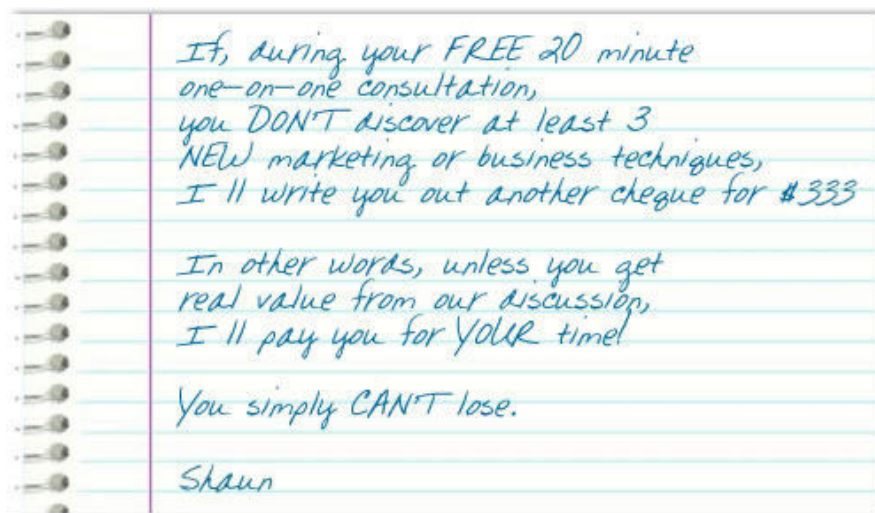 If, during your FREE 20 minute
one-on-one consultation,
you DON'T discover at least 3
NEW marketing or business techniques,
I ll write you out another cheque for $333
In other words, unless you get
real value from our discussion,
I ll pay you for YOUR time!
You simply CAN'T lose.
Shaun